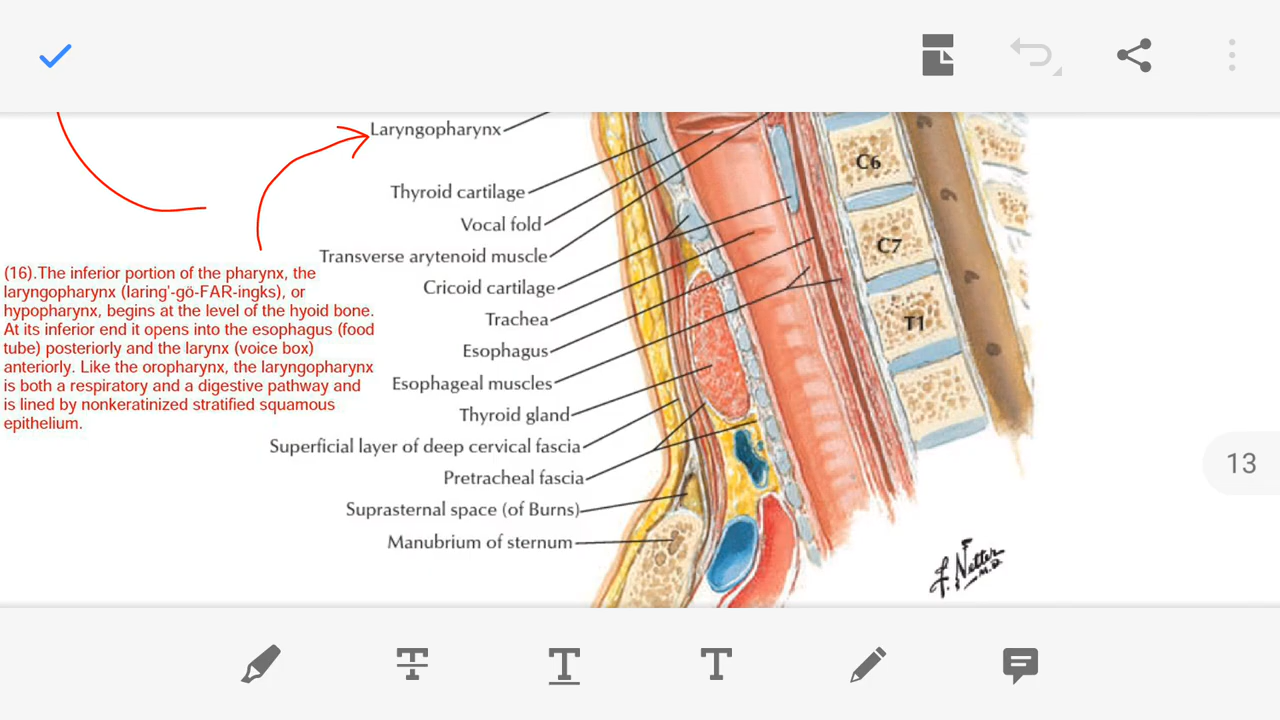 Laryngopharynx
Thyroid cartilage
Vocal fold
Transverse arytenoid muscle
Cricoid cartilage
Trachea
Esophagus
Esophageal muscles
Thyroid gland
Superficial layer of deep cervical fascia
Pretracheal fascia
Suprasternal space (of Burns)
Manubrium of sternum
(16).The inferior portion of the pharynx, the
laryngopharynx (laring'-gö-FAR-ingks), or
hypopharynx, begins at the level of the hyoid bone.
At its inferior end it opens into the esophagus (food
tube) posteriorly and the larynx (voice box)
anteriorly. Like the oropharynx, the laryngopharynx
is both a respiratory and a digestive pathway and
is lined by nonkeratinized stratified squamous
epithelium.
C6
C7
T1
13
F. Netter
M.D.
T
T
T